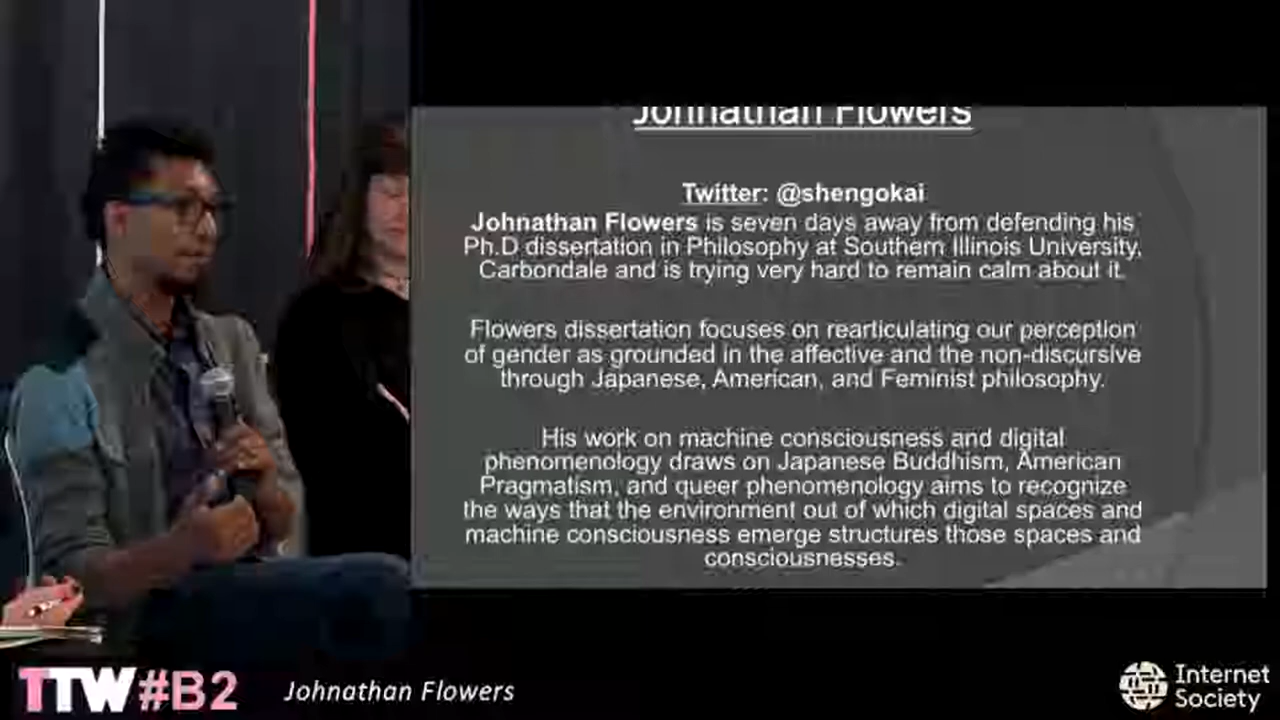 Johnathan Flowers
Twitter: @shengokai
Johnathan Flowers is seven days away from defending his
Ph.D dissertation in Philosophy at Southern Illinois University,
Carbondale and is trying very hard to remain calm about it.
Flowers dissertation focuses on rearticulating our perception
of gender as grounded in the affective and the non-discursive
through Japanese, American, and Feminist philosophy.
His work on machine consciousness and digital
phenomenology draws on Japanese Buddhism, American
Pragmatism, and queer phenomenology aims to recognize
the ways that the environment out of which digital spaces and
machine consciousness emerge structures those spaces and
consciousnesses.
TTW#B2
Johnathan Flowers
Internet
Society